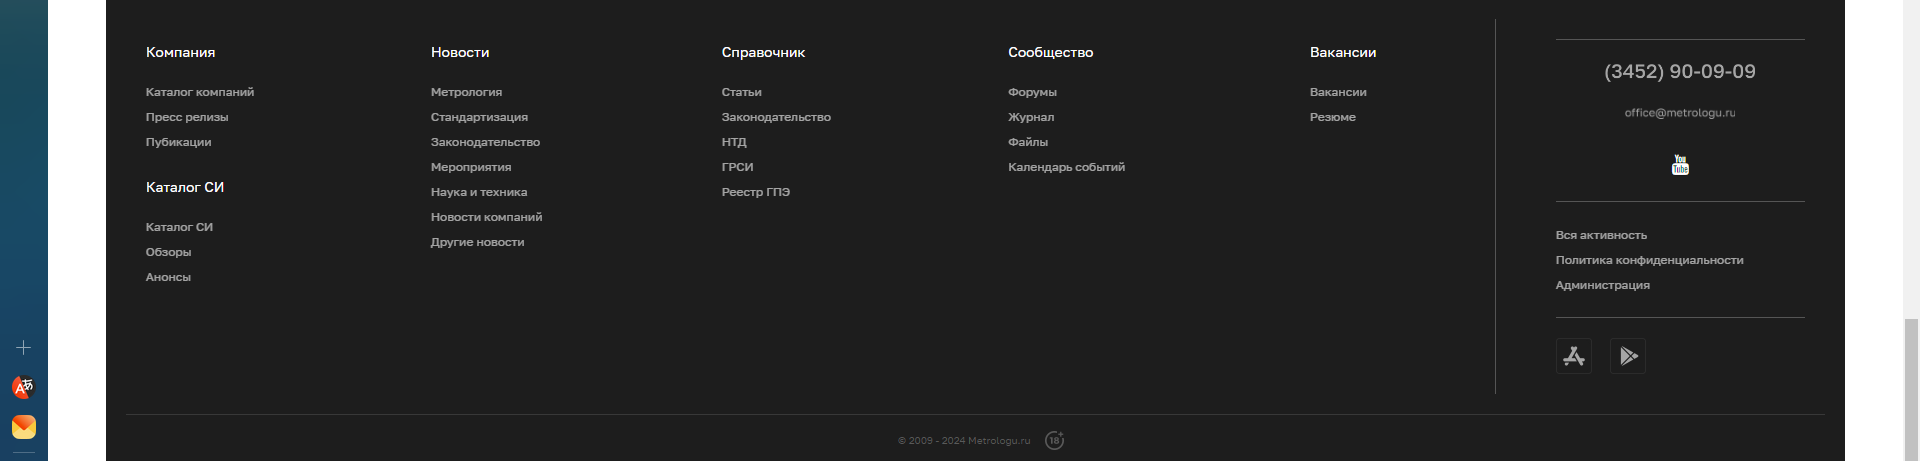 Компания
Каталог компаний
Пресс релизы
Пубикации
Каталог СИ
Каталог СИ
Обзоры
Анонсы
Новости
Метрология
Стандартизация
Законодательство
Мероприятия
Наука и техника
Новости компаний
Другие новости
Справочник
Статьи
Законодательство
НТД
ГРСИ
Реестр ГПЭ
Сообщество
Форумы
Журнал
Файлы
Календарь событий
Вакансии
Вакансии
Резюме
(3452) 90-09-09
office@metrologu.ru
You
Tube
Вся активность
Политика конфиденциальности
Администрация
© 2009 - 2024 Metrologu.ru
18+
Aあ